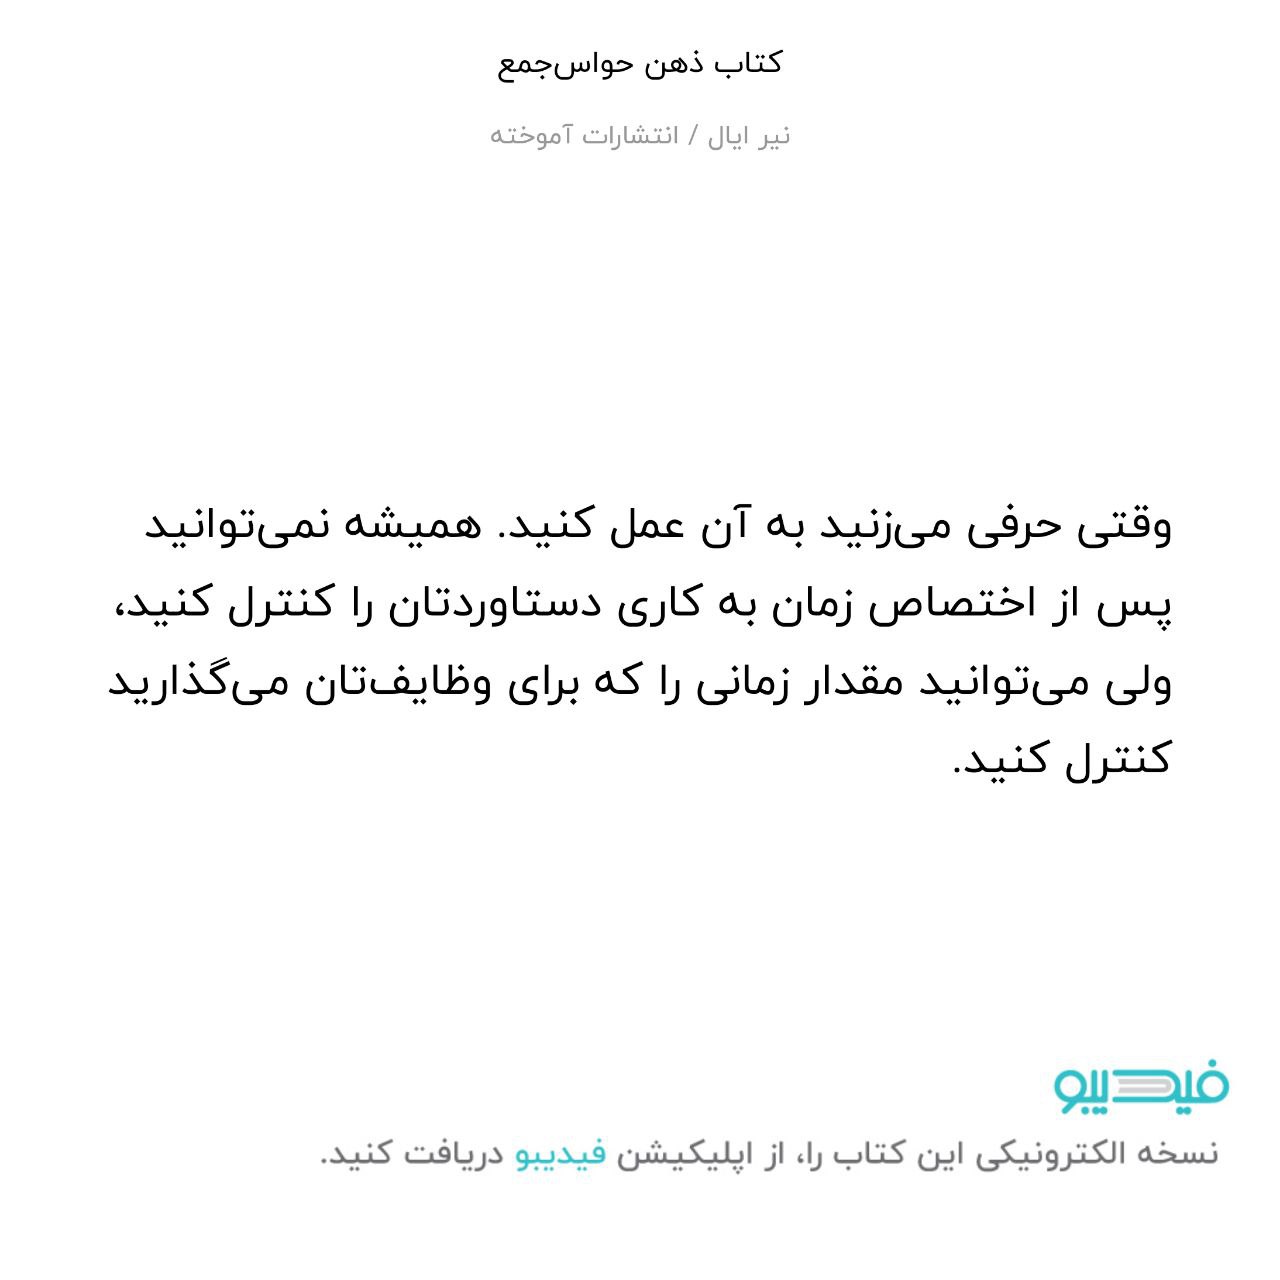 کتاب ذهن حواس‌جمع
نیر ایال / انتشارات آموخته
وقتی حرفی می‌زنید به آن عمل کنید. همیشه نمی‌توانید
پس از اختصاص زمان به کاری دستاوردتان را کنترل کنید،
ولی می‌توانید مقدار زمانی را که برای وظایف‌تان می‌گذارید
کنترل کنید.
فیدیبو
نسخه الکترونیکی این کتاب را، از اپلیکیشن فیدیبو دریافت کنید.